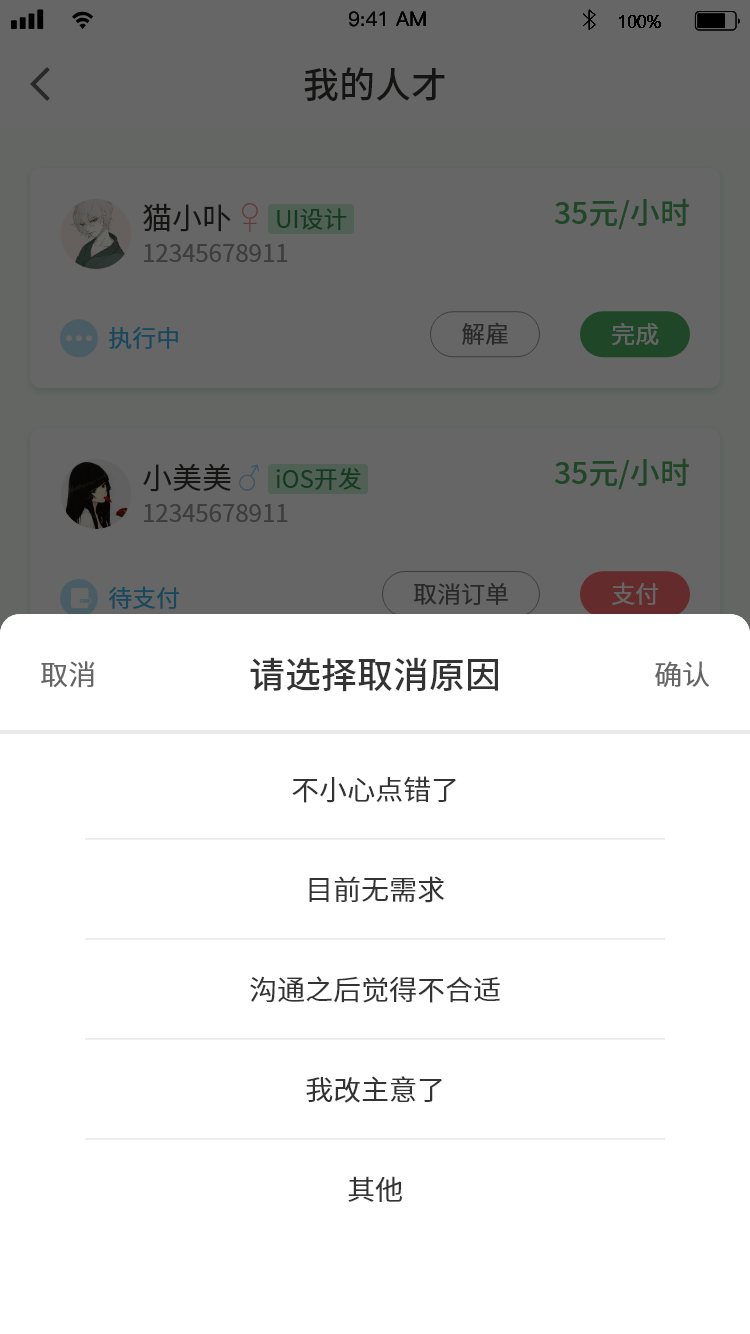 9:41 AM 100%
我的人才
猫小卟 UI设计 35元/小时
12345678911
执行中 解雇 完成
小美美 iOS开发 35元/小时
12345678911
待支付 取消订单 支付
取消 请选择取消原因 确认
不小心点错了
目前无需求
沟通之后觉得不合适
我改主意了
其他